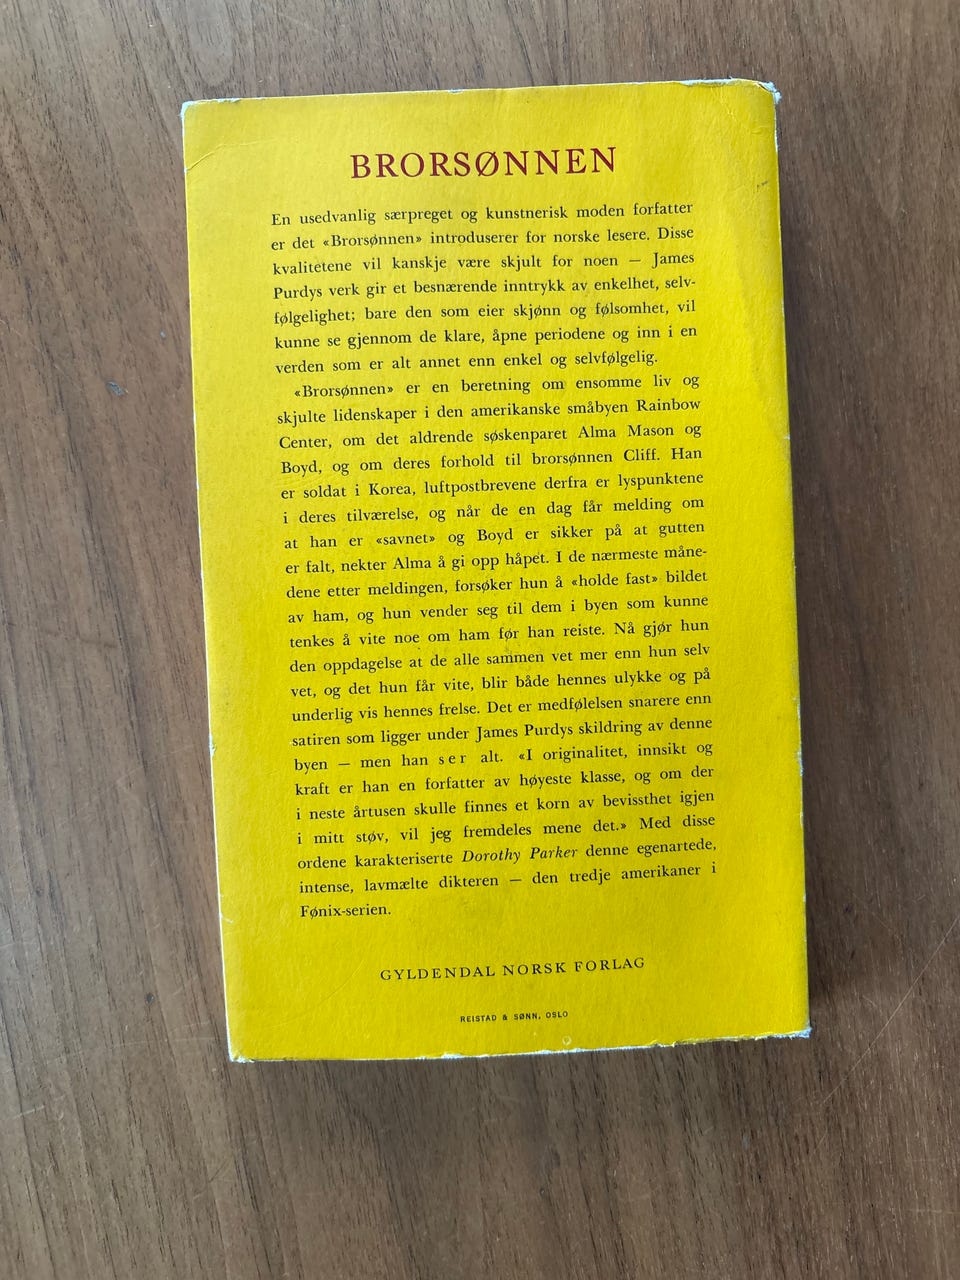 BRORSØNNEN
En usedvanlig særpreget og kunstnerisk moden forfatter
er det «Brorsønnen» introduserer for norske lesere. Disse
kvalitetene vil kanskje være skjult for noen — James
Purdys verk gir et besnærende inntrykk av enkelhet, selv-
følgelighet; bare den som eier skjønn og følsomhet, vil
kunne se gjennom de klare, åpne periodene og inn i en
verden som er alt annet enn enkel og selvfølgelig.
«Brorsønnen» er en beretning om ensomme liv og
skjulte lidenskaper i den amerikanske småbyen Rainbow
Center, om det aldrende søskenparet Alma Mason og
Boyd, og om deres forhold til brorsønnen Cliff. Han
er soldat i Korea, luftpostbrevene derfra er lyspunktene
i deres tilværelse, og når de en dag får melding om
at han er «savnet» og Boyd er sikker på at gutten
er falt, nekter Alma å gi opp håpet. I de nærmeste måne-
dene etter meldingen, forsøker hun å «holde fast» bildet
av ham, og hun vender seg til dem i byen som kunne
tenkes å vite noe om ham før han reiste. Nå gjør hun
den oppdagelse at de alle sammen vet mer enn hun selv
vet, og det hun får vite, blir både hennes ulykke og på
underlig vis hennes frelse. Det er medfølelsen snarere enn
satiren som ligger under James Purdys skildring av denne
byen — men han ser alt. «I originalitet, innsikt og
kraft er han en forfatter av høyeste klasse, og om der
i neste årtusen skulle finnes et korn av bevissthet igjen
i mitt støv, vil jeg fremdeles mene det.» Med disse
ordene karakteriserte Dorothy Parker denne egenartede,
intense, lavmælte dikteren — den tredje amerikaner i
Fønix-serien.
GYLDENDAL NORSK FORLAG
REISTAD & SØNN, OSLO